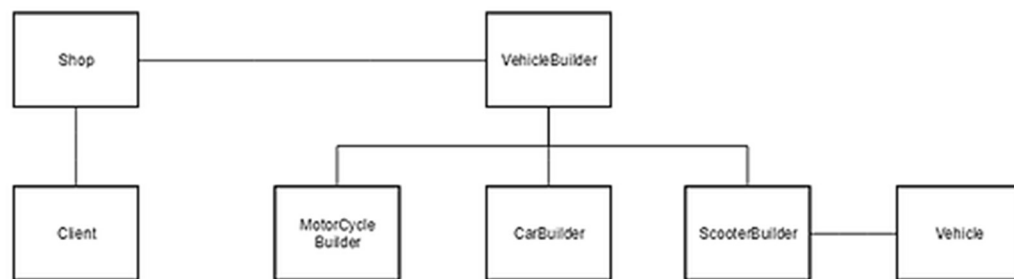 Shop
VehicleBuilder
Client
MotorCycle
Builder
CarBuilder
ScooterBuilder
Vehicle